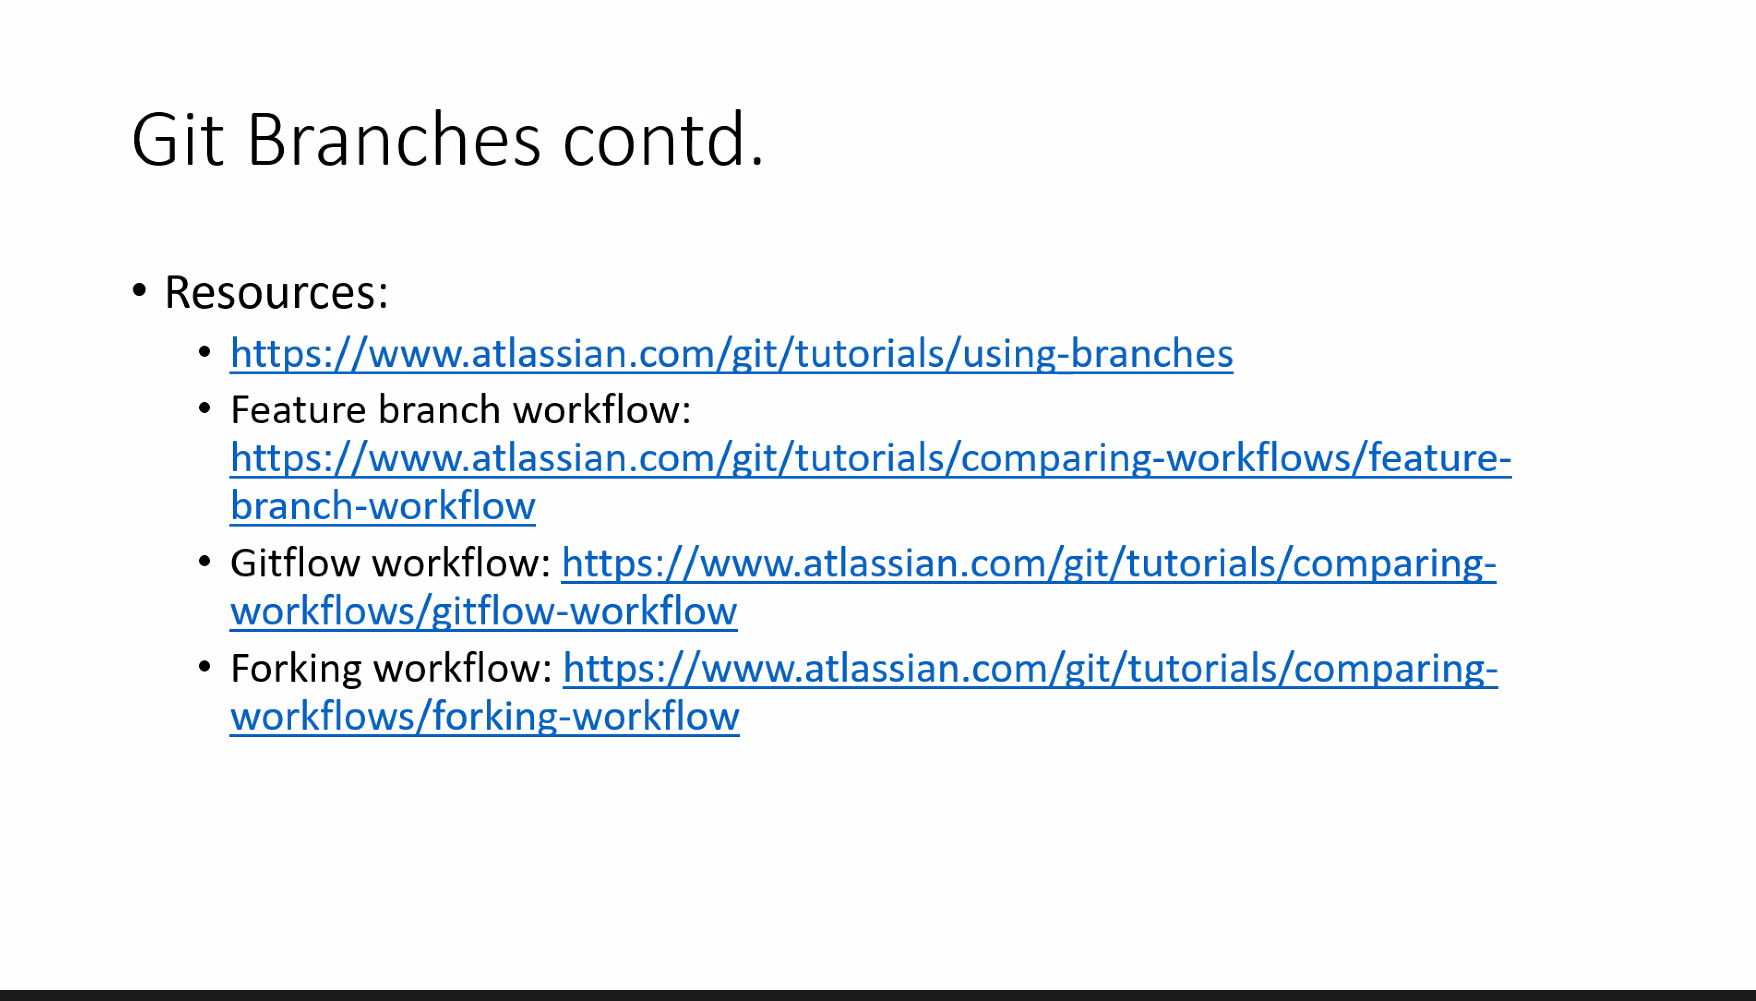 Git Branches contd.
• Resources:
• https://www.atlassian.com/git/tutorials/using-branches
• Feature branch workflow:
https://www.atlassian.com/git/tutorials/comparing-workflows/feature-
branch-workflow
• Gitflow workflow: https://www.atlassian.com/git/tutorials/comparing-
workflows/gitflow-workflow
• Forking workflow: https://www.atlassian.com/git/tutorials/comparing-
workflows/forking-workflow